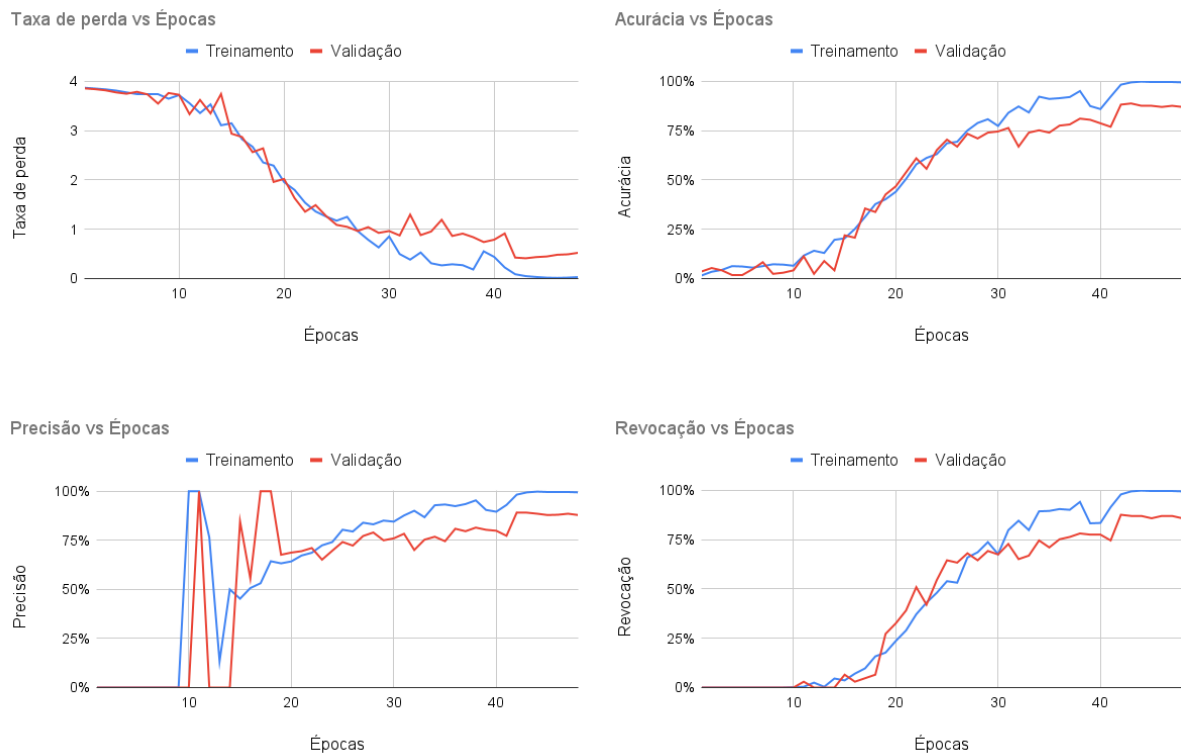 Taxa de perda vs Épocas
Treinamento Validação
4
3
2
1
0
Taxa de perda
10 20 30 40
Épocas
Acurácia vs Épocas
Treinamento Validação
100%
75%
50%
25%
0%
Acurácia
10 20 30 40
Épocas
Precisão vs Épocas
Treinamento Validação
100%
75%
50%
25%
0%
Precisão
10 20 30 40
Épocas
Revocação vs Épocas
Treinamento Validação
100%
75%
50%
25%
0%
Revocação
10 20 30 40
Épocas